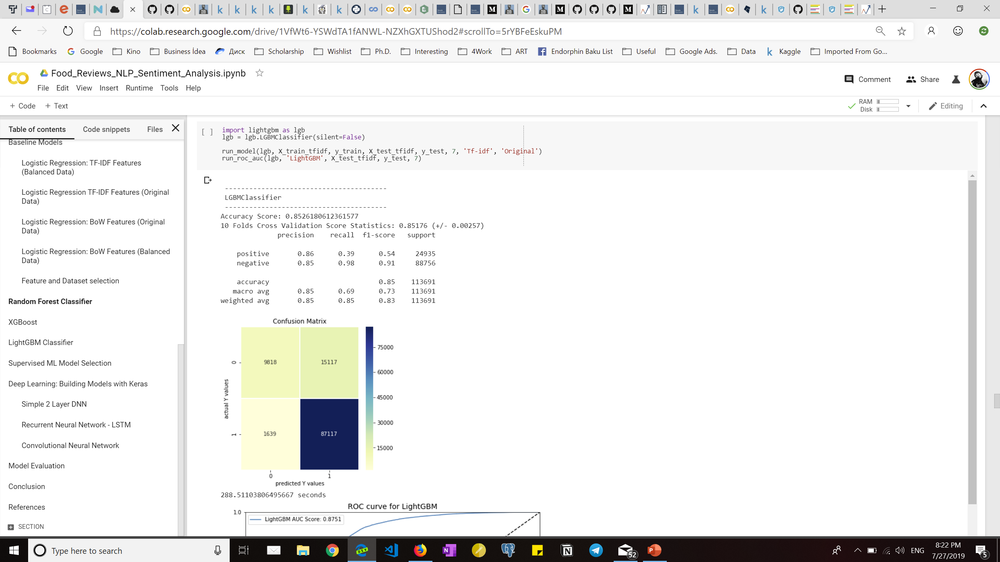 https://colab.research.google.com/drive/1VfWt6-YSWdTA1fANWL-NZXhGXTUShod2#scrollTo=5rYBFeEskuPM
Bookmarks Google Kino Business İdea Диск Scholarship Wishlist Ph.D. Interesting 4Work ART Endorphin Baku List Useful Google Ads. Data Kaggle Imported From Go...
Food_Reviews_NLP_Sentiment_Analysis.ipynb
Comment Share
File Edit View Insert Runtime Tools Help
+ Code + Text
RAM
Disk
Editing
Table of contents Code snippets Files
Baseline Models
Logistic Regression: TF-IDF Features
(Balanced Data)
Logistic Regression TF-IDF Features (Original
Data)
Logistic Regression: BoW Features (Original
Data)
Logistic Regression: BoW Features (Balanced
Data)
Feature and Dataset selection
Random Forest Classifier
XGBoost
LightGBM Classifier
Supervised ML Model Selection
Deep Learning: Building Models with Keras
Simple 2 Layer DNN
Recurrent Neural Network - LSTM
Convolutional Neural Network
Model Evaluation
Conclusion
References
SECTION
[ ] import lightgbm as lgb
lgb = lgb.LGBMClassifier(silent=False)
run_model(lgb, X_train_tfidf, y_train, X_test_tfidf, y_test, 7, 'Tf-idf', 'Original')
run_roc_auc(lgb, 'LightGBM', X_test_tfidf, y_test, 7)
----------------------------------------
LGBMClassifier
----------------------------------------
Accuracy Score: 0.8526180612361577
10 Folds Cross Validation Score Statistics: 0.85176 (+/- 0.00257)
precision recall f1-score support
positive 0.86 0.39 0.54 24935
negative 0.85 0.98 0.91 88756
accuracy 0.85 113691
macro avg 0.85 0.69 0.73 113691
weighted avg 0.85 0.85 0.83 113691
Confusion Matrix
75000
60000
45000
30000
15000
actual Y values
0
9818 15117
1
1639 87117
0 1
predicted Y values
288.51103806495667 seconds
ROC curve for LightGBM
1.0
LightGBM AUC Score: 0.8751
Type here to search
DEV
52
ENG
8:22 PM
7/27/2019
5